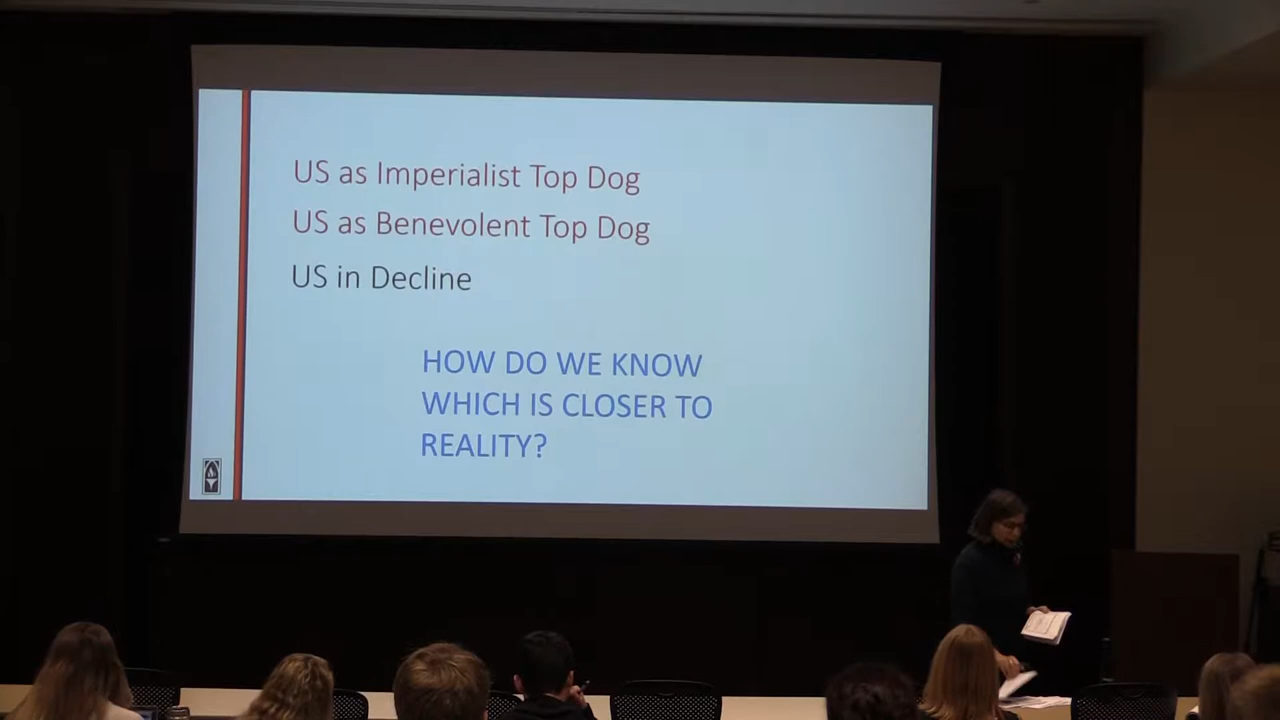 US as Imperialist Top Dog
US as Benevolent Top Dog
US in Decline
HOW DO WE KNOW
WHICH IS CLOSER TO
REALITY?